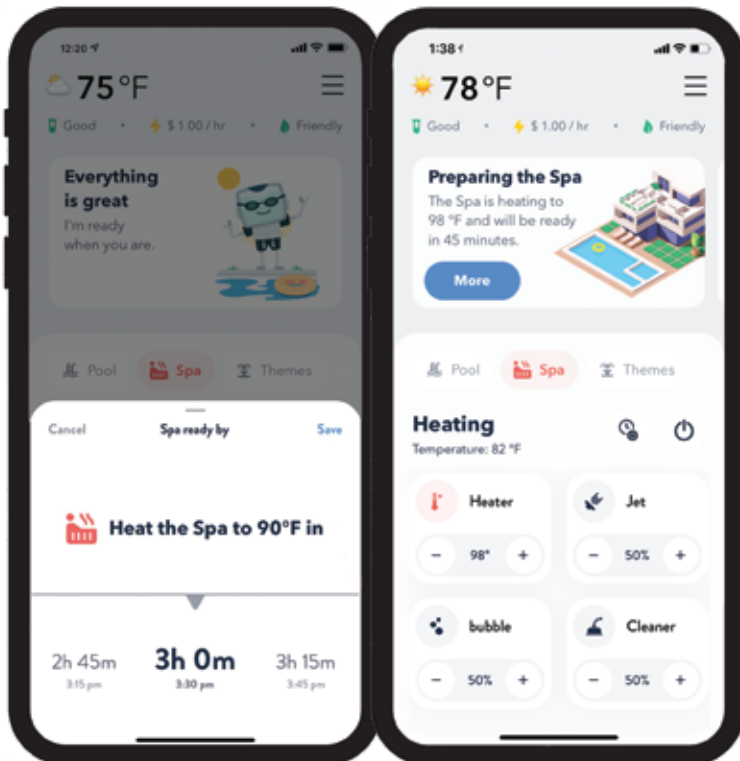 12:20
75°F
Good · $ 1.00 / hr · Friendly
Everything
is great
I'm ready
when you are.
Pool Spa Themes
Cancel Spa ready by Save
Heat the Spa to 90°F in
2h 45m 3h 0m 3h 15m
3:15 pm 3:30 pm 3:45 pm
1:38
78°F
Good · $ 1.00 / hr · Friendly
Preparing the Spa
The Spa is heating to
98 °F and will be ready
in 45 minutes.
More
Pool Spa Themes
Heating
Temperature: 82 °F
Heater Jet
− 98° + − 50% +
bubble Cleaner
− 50% + − 50% +